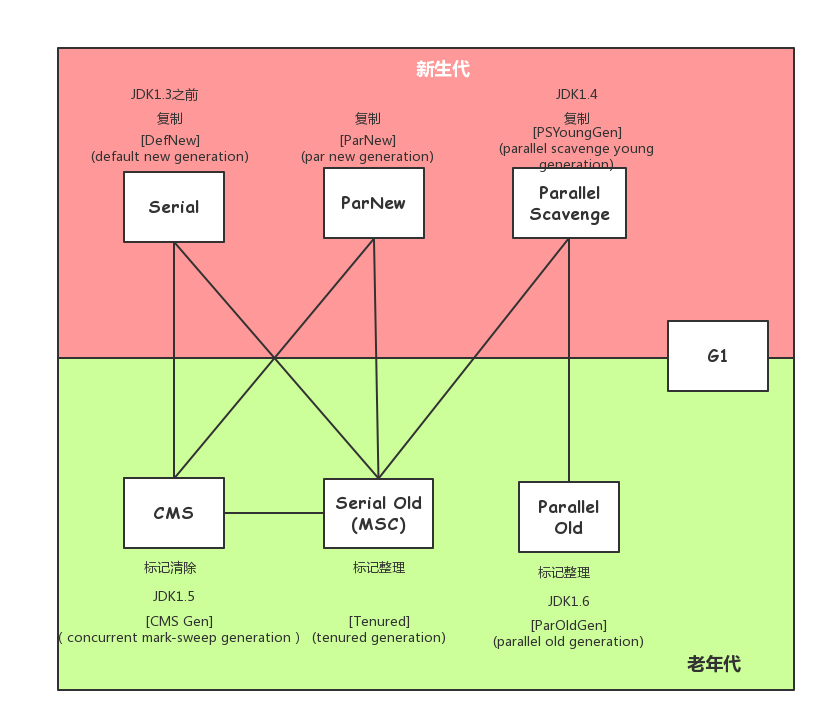 新生代
JDK1.3之前
复制
[DefNew]
(default new generation)
复制
[ParNew]
(par new generation)
JDK1.4
复制
[PSYoungGen]
(parallel scavenge young
generation)
Serial
ParNew
Parallel
Scavenge
G1
CMS
Serial Old
(MSC)
Parallel
Old
标记清除
JDK1.5
[CMS Gen]
( concurrent mark-sweep generation )
标记整理
[Tenured]
(tenured generation)
标记整理
JDK1.6
[ParOldGen]
(parallel old generation)
老年代